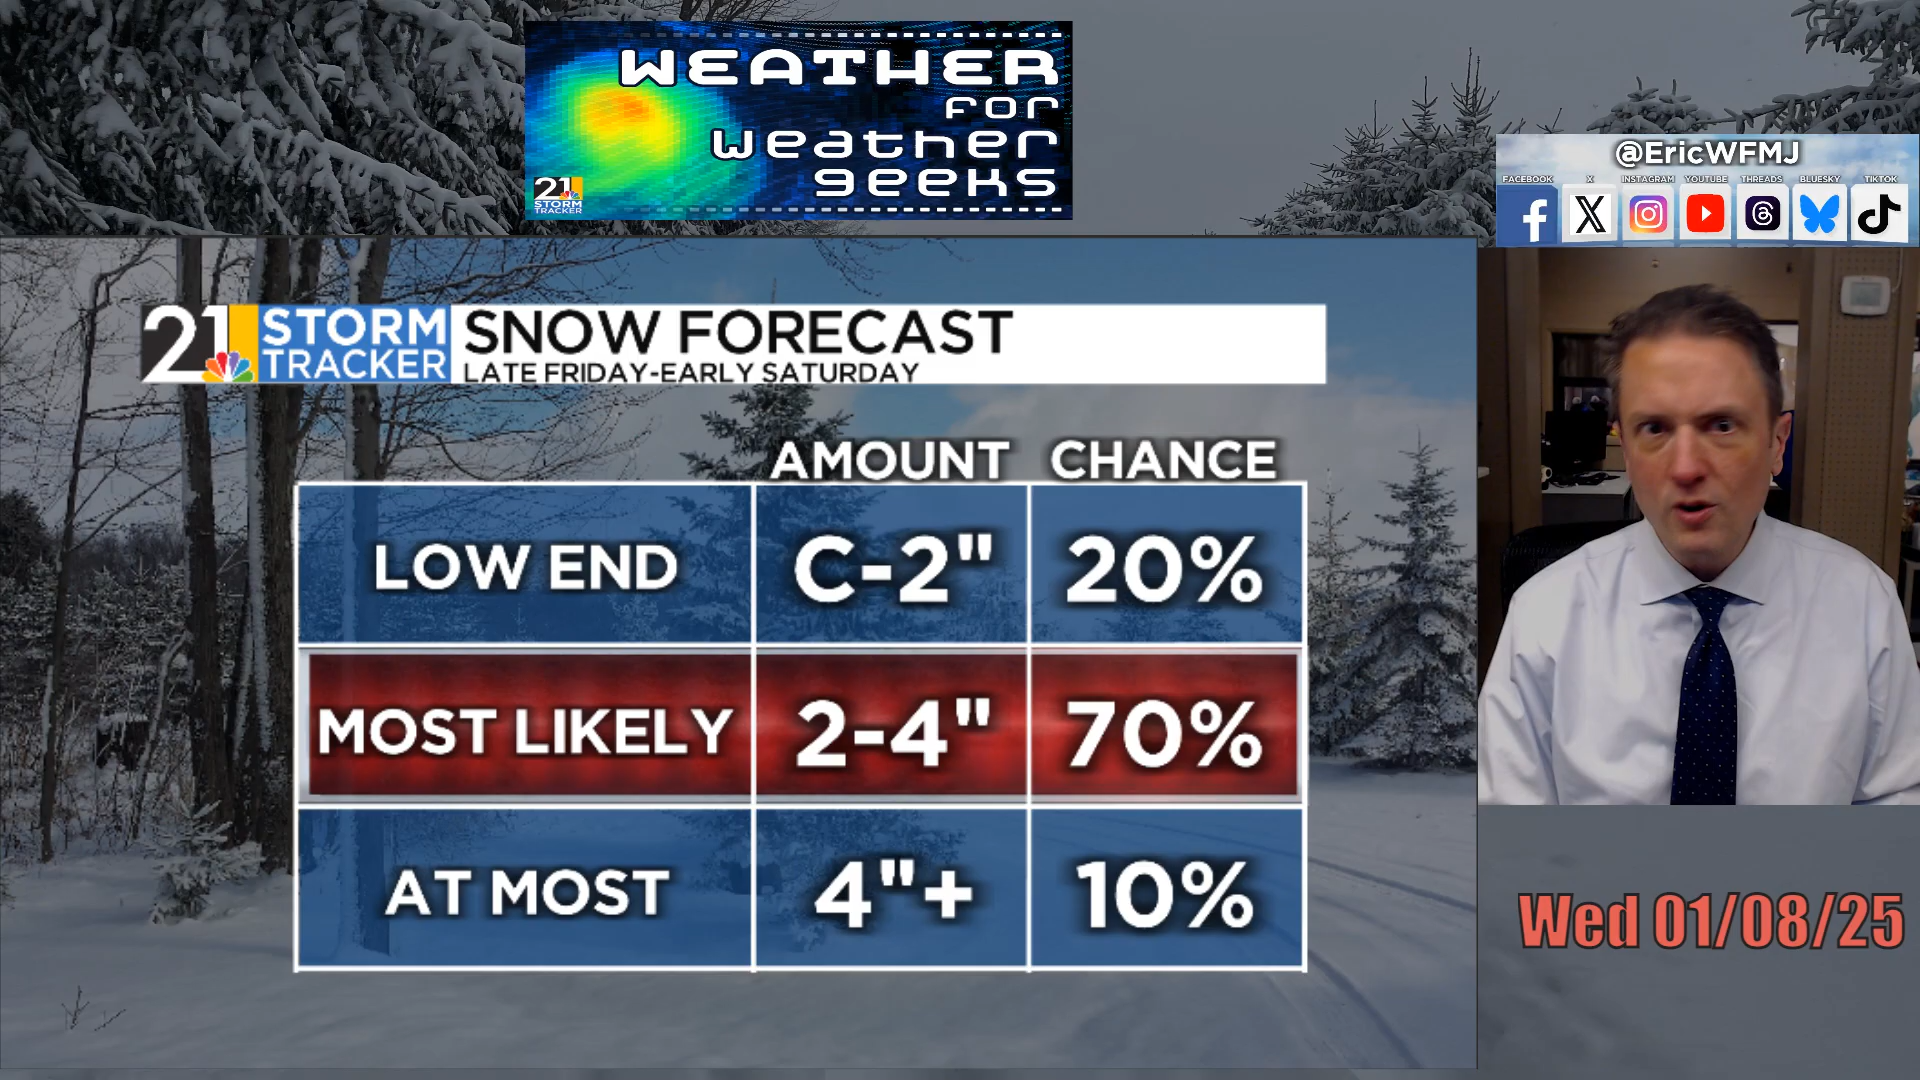 WEATHER
FOR
weather
geeks
21
STORM
TRACKER
@EricWFMJ
FACEBOOK X INSTAGRAM YOUTUBE THREADS BLUESKY TIKTOK
21 STORM TRACKER
SNOW FORECAST
LATE FRIDAY-EARLY SATURDAY
AMOUNT CHANCE
LOW END C-2" 20%
MOST LIKELY 2-4" 70%
AT MOST 4"+ 10%
Wed 01/08/25